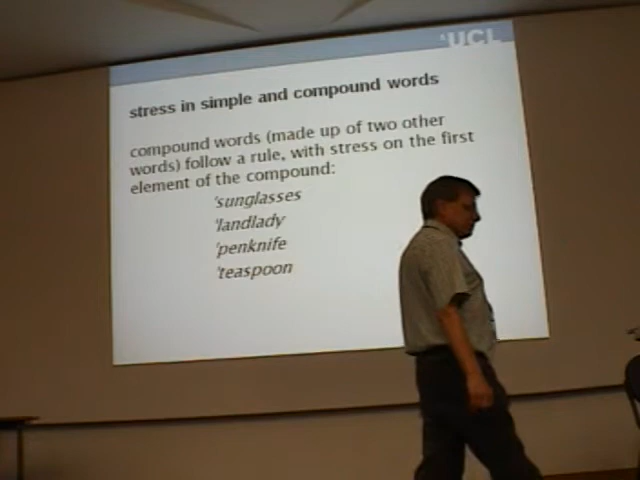 UCL
stress in simple and compound words
compound words (made up of two other
words) follow a rule, with stress on the first
element of the compound:
'sunglasses
'landlady
'penknife
'teaspoon